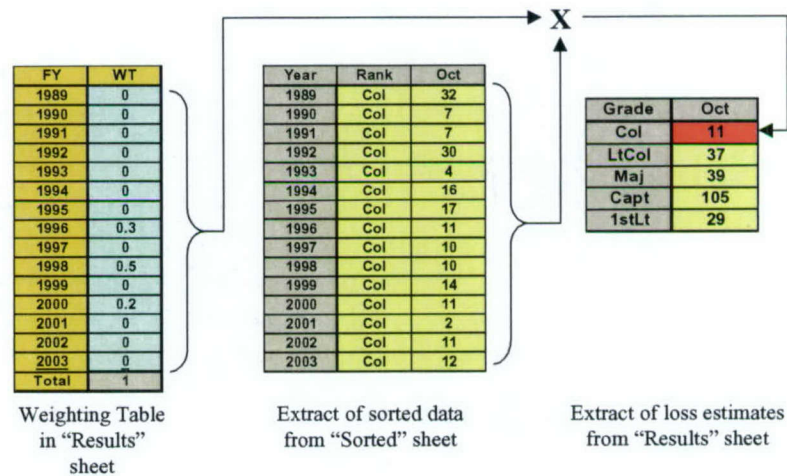 X
FY WT
1989 0
1990 0
1991 0
1992 0
1993 0
1994 0
1995 0
1996 0.3
1997 0
1998 0.5
1999 0
2000 0.2
2001 0
2002 0
2003 0
Total 1
Weighting Table
in “Results”
sheet
Year Rank Oct
1989 Col 32
1990 Col 7
1991 Col 7
1992 Col 30
1993 Col 4
1994 Col 16
1995 Col 17
1996 Col 11
1997 Col 10
1998 Col 10
1999 Col 14
2000 Col 11
2001 Col 2
2002 Col 11
2003 Col 12
Extract of sorted data
from “Sorted” sheet
Grade Oct
Col 11
LtCol 37
Maj 39
Capt 105
1stLt 29
Extract of loss estimates
from “Results” sheet